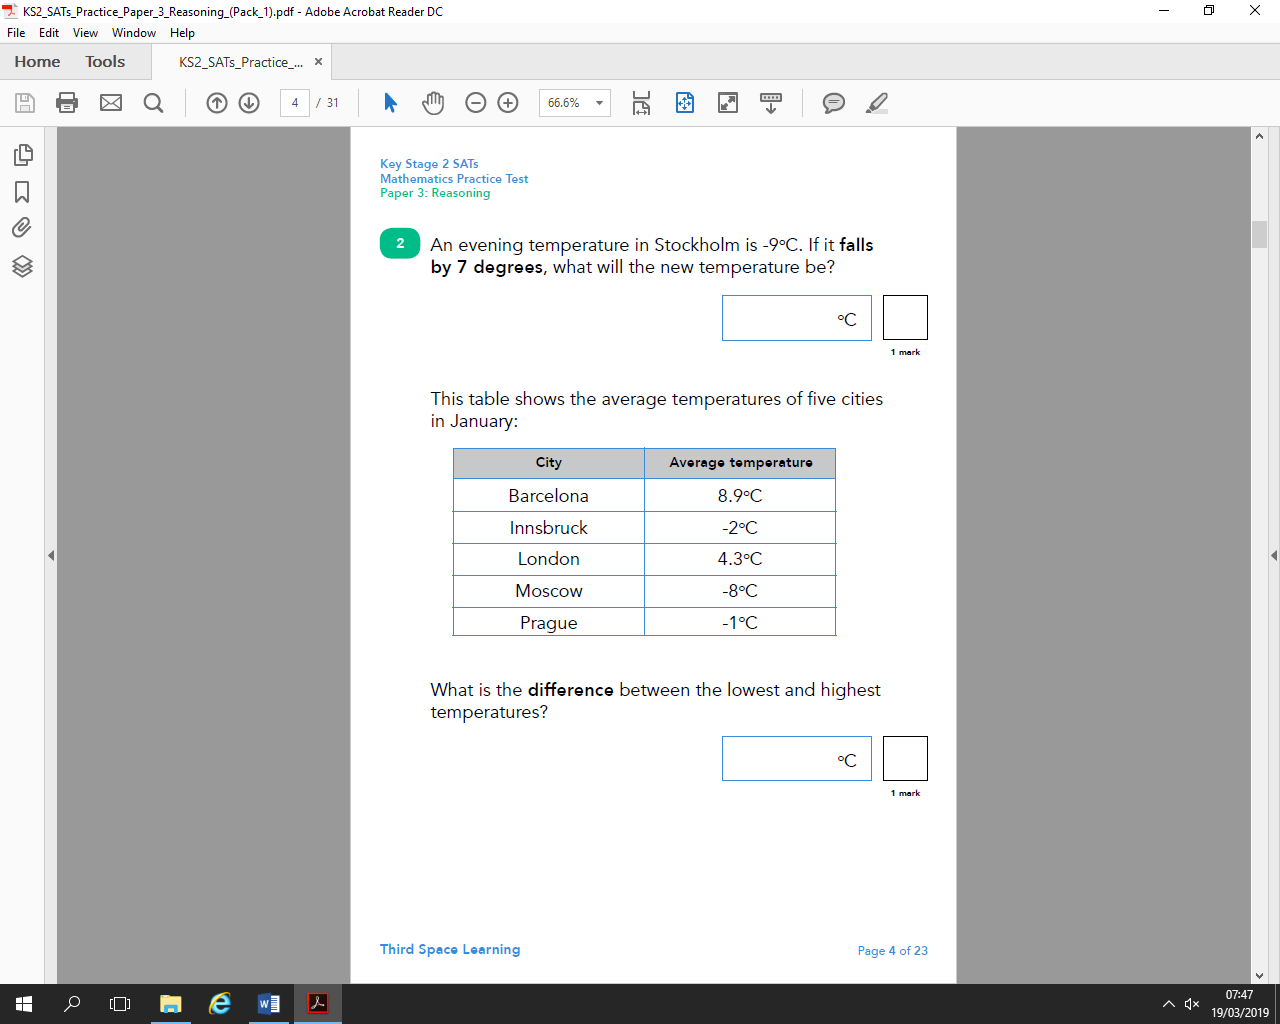 KS2_SATs_Practice_Paper_3_Reasoning_(Pack_1).pdf - Adobe Acrobat Reader DC
File Edit View Window Help
Home Tools KS2_SATs_Practice_... ×
4 / 31 66.6%
Key Stage 2 SATs
Mathematics Practice Test
Paper 3: Reasoning
2 An evening temperature in Stockholm is -9°C. If it falls
by 7 degrees, what will the new temperature be?
°C
1 mark
This table shows the average temperatures of five cities
in January:
City Average temperature
Barcelona 8.9°C
Innsbruck -2°C
London 4.3°C
Moscow -8°C
Prague -1°C
What is the difference between the lowest and highest
temperatures?
°C
1 mark
Third Space Learning Page 4 of 23
07:47
19/03/2019